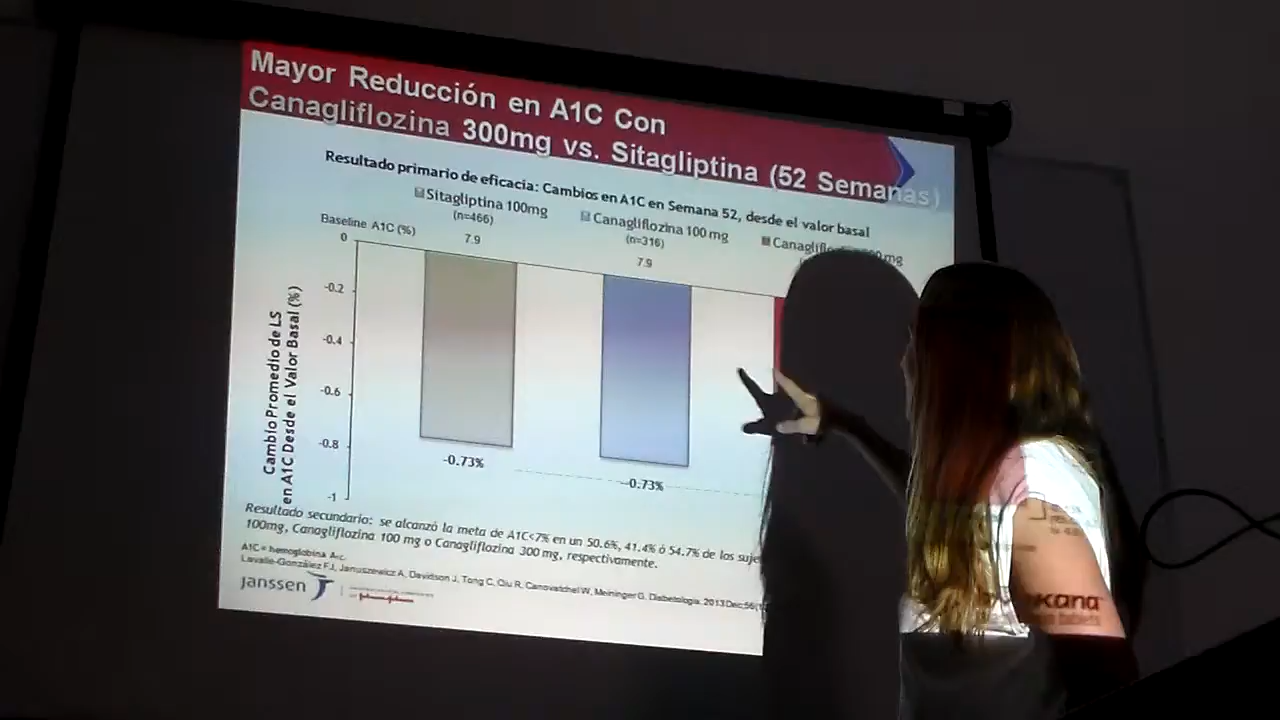 Mayor Reducción en A1C Con
Canagliflozina 300mg vs. Sitagliptina (52 Semanas)
Resultado primario de eficacia: Cambios en A1C en Semana 52, desde el valor basal
Sitagliptina 100mg
(n=466)
Canagliflozina 100 mg
(n=316)
mg
Baseline A1C (%)
7.9
7.9
0
-0.2
-0.4
-0.6
-0.8
-1
Cambio Promedio de LS
en A1C Desde el Valor Basal (%)
-0.73%
-0.73%
Resultado secundario: se alcanzó la meta de A1C<7% en un 50.6%, 41.4% ó 54.7% de los
100mg, Canagliflozina 100 mg o Canagliflozina 300 mg, respectivamente.
A1C = hemoglobina A1C.
Lavalle-González FJ, Januszewicz A, Davidson J, Tong C, Qiu R, Canovatchel W, Meininger G. Diabetologia. 2013 Dec;56
janssen
kana